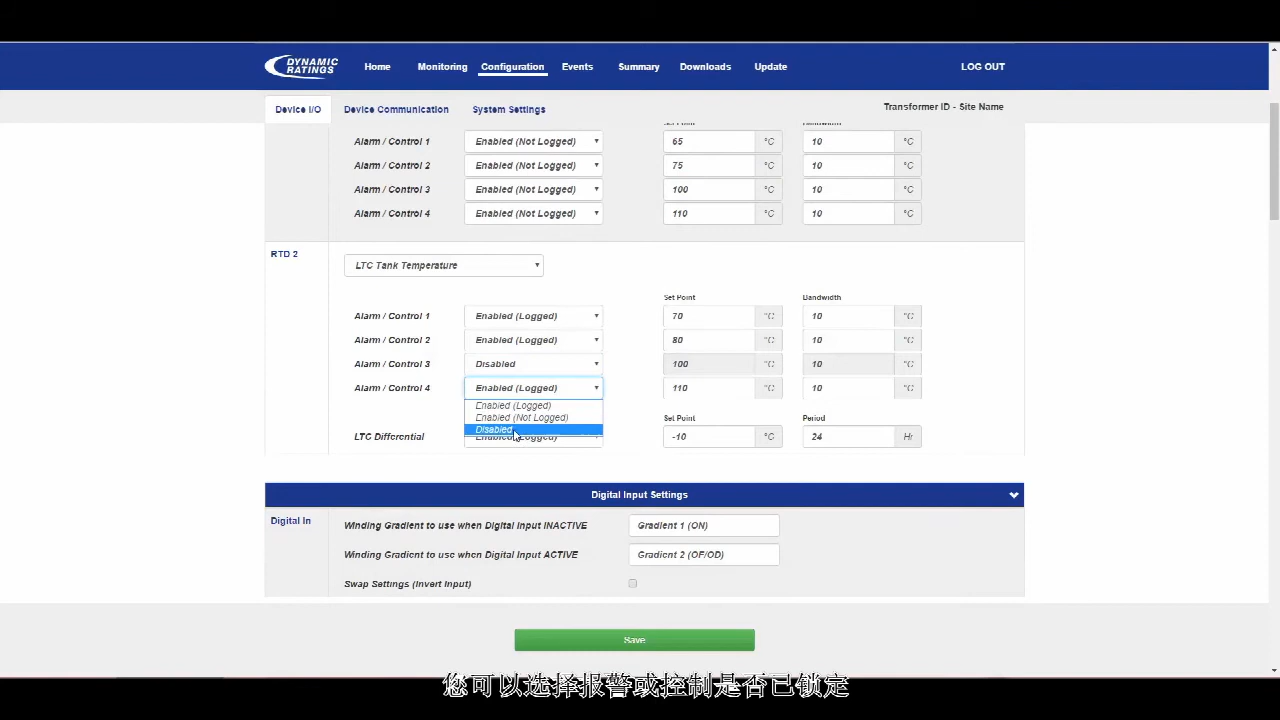 DYNAMIC RATINGS
Home Monitoring Configuration Events Summary Downloads Update LOG OUT
Device I/O Device Communication System Settings Transformer ID - Site Name
Set Point Bandwidth
Alarm / Control 1 Enabled (Not Logged) 65 °C 10 °C
Alarm / Control 2 Enabled (Not Logged) 75 °C 10 °C
Alarm / Control 3 Enabled (Not Logged) 100 °C 10 °C
Alarm / Control 4 Enabled (Not Logged) 110 °C 10 °C
RTD 2 LTC Tank Temperature
Set Point Bandwidth
Alarm / Control 1 Enabled (Logged) 70 °C 10 °C
Alarm / Control 2 Enabled (Logged) 80 °C 10 °C
Alarm / Control 3 Disabled 100 °C 10 °C
Alarm / Control 4 Enabled (Logged) 110 °C 10 °C
Enabled (Logged)
Enabled (Not Logged)
Disabled
Set Point Period
LTC Differential Enabled (Logged) -10 °C 24 Hr
Digital Input Settings
Digital In Winding Gradient to use when Digital Input INACTIVE Gradient 1 (ON)
Winding Gradient to use when Digital Input ACTIVE Gradient 2 (OF/OD)
Swap Settings (Invert Input)
Save
您可以选择报警或控制是否已锁定